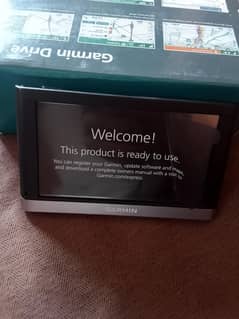 Garmin Drive
Welcome!
This product is ready to use.
You can register your Garmin, update software and maps,
and download a complete owners manual with a visit to
Garmin.com/express.
GARMIN